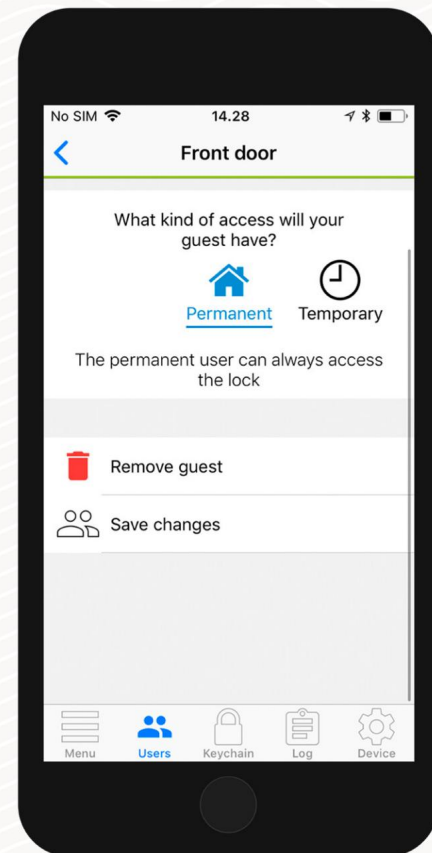 No SIM 14.28
Front door
What kind of access will your
guest have?
Permanent Temporary
The permanent user can always access
the lock
Remove guest
Save changes
Menu Users Keychain Log Device